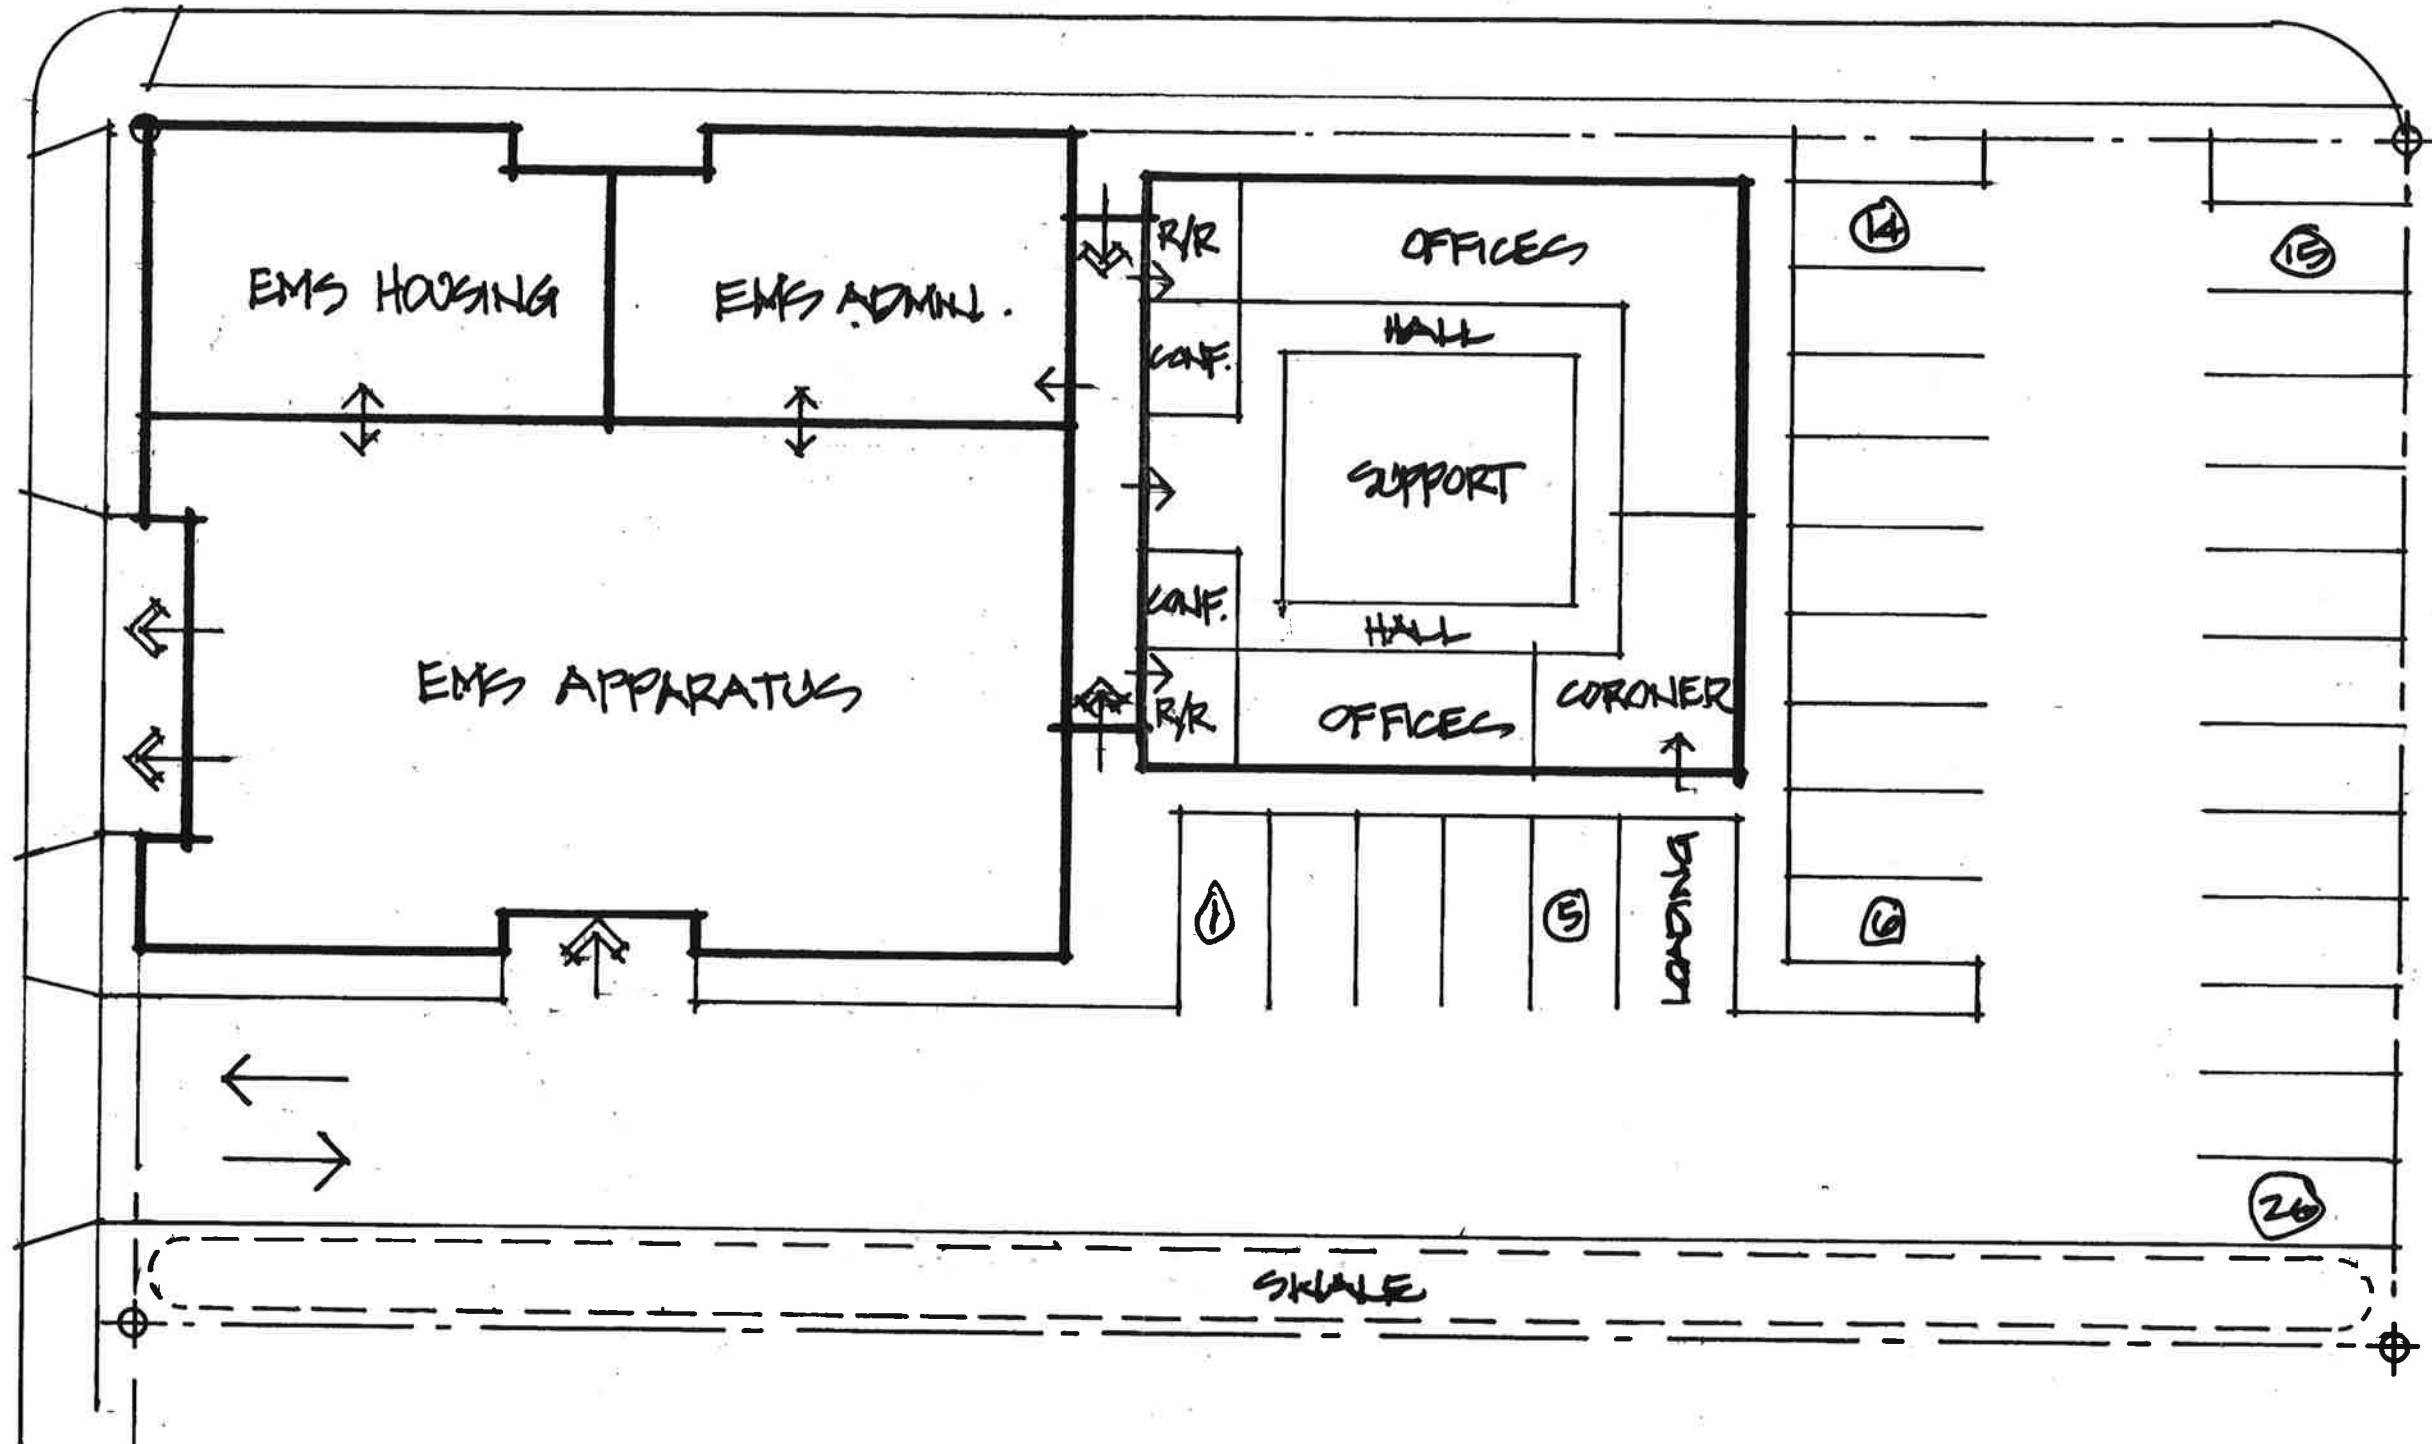 EMS HOUSING
EMS ADMIN.
R/R
OFFICES
14
15
HALL
CONF.
SUPPORT
CONF.
HALL
EMS APPARATUS
R/R
OFFICES
CORONER
1
5
LOADING
6
26
SWALE